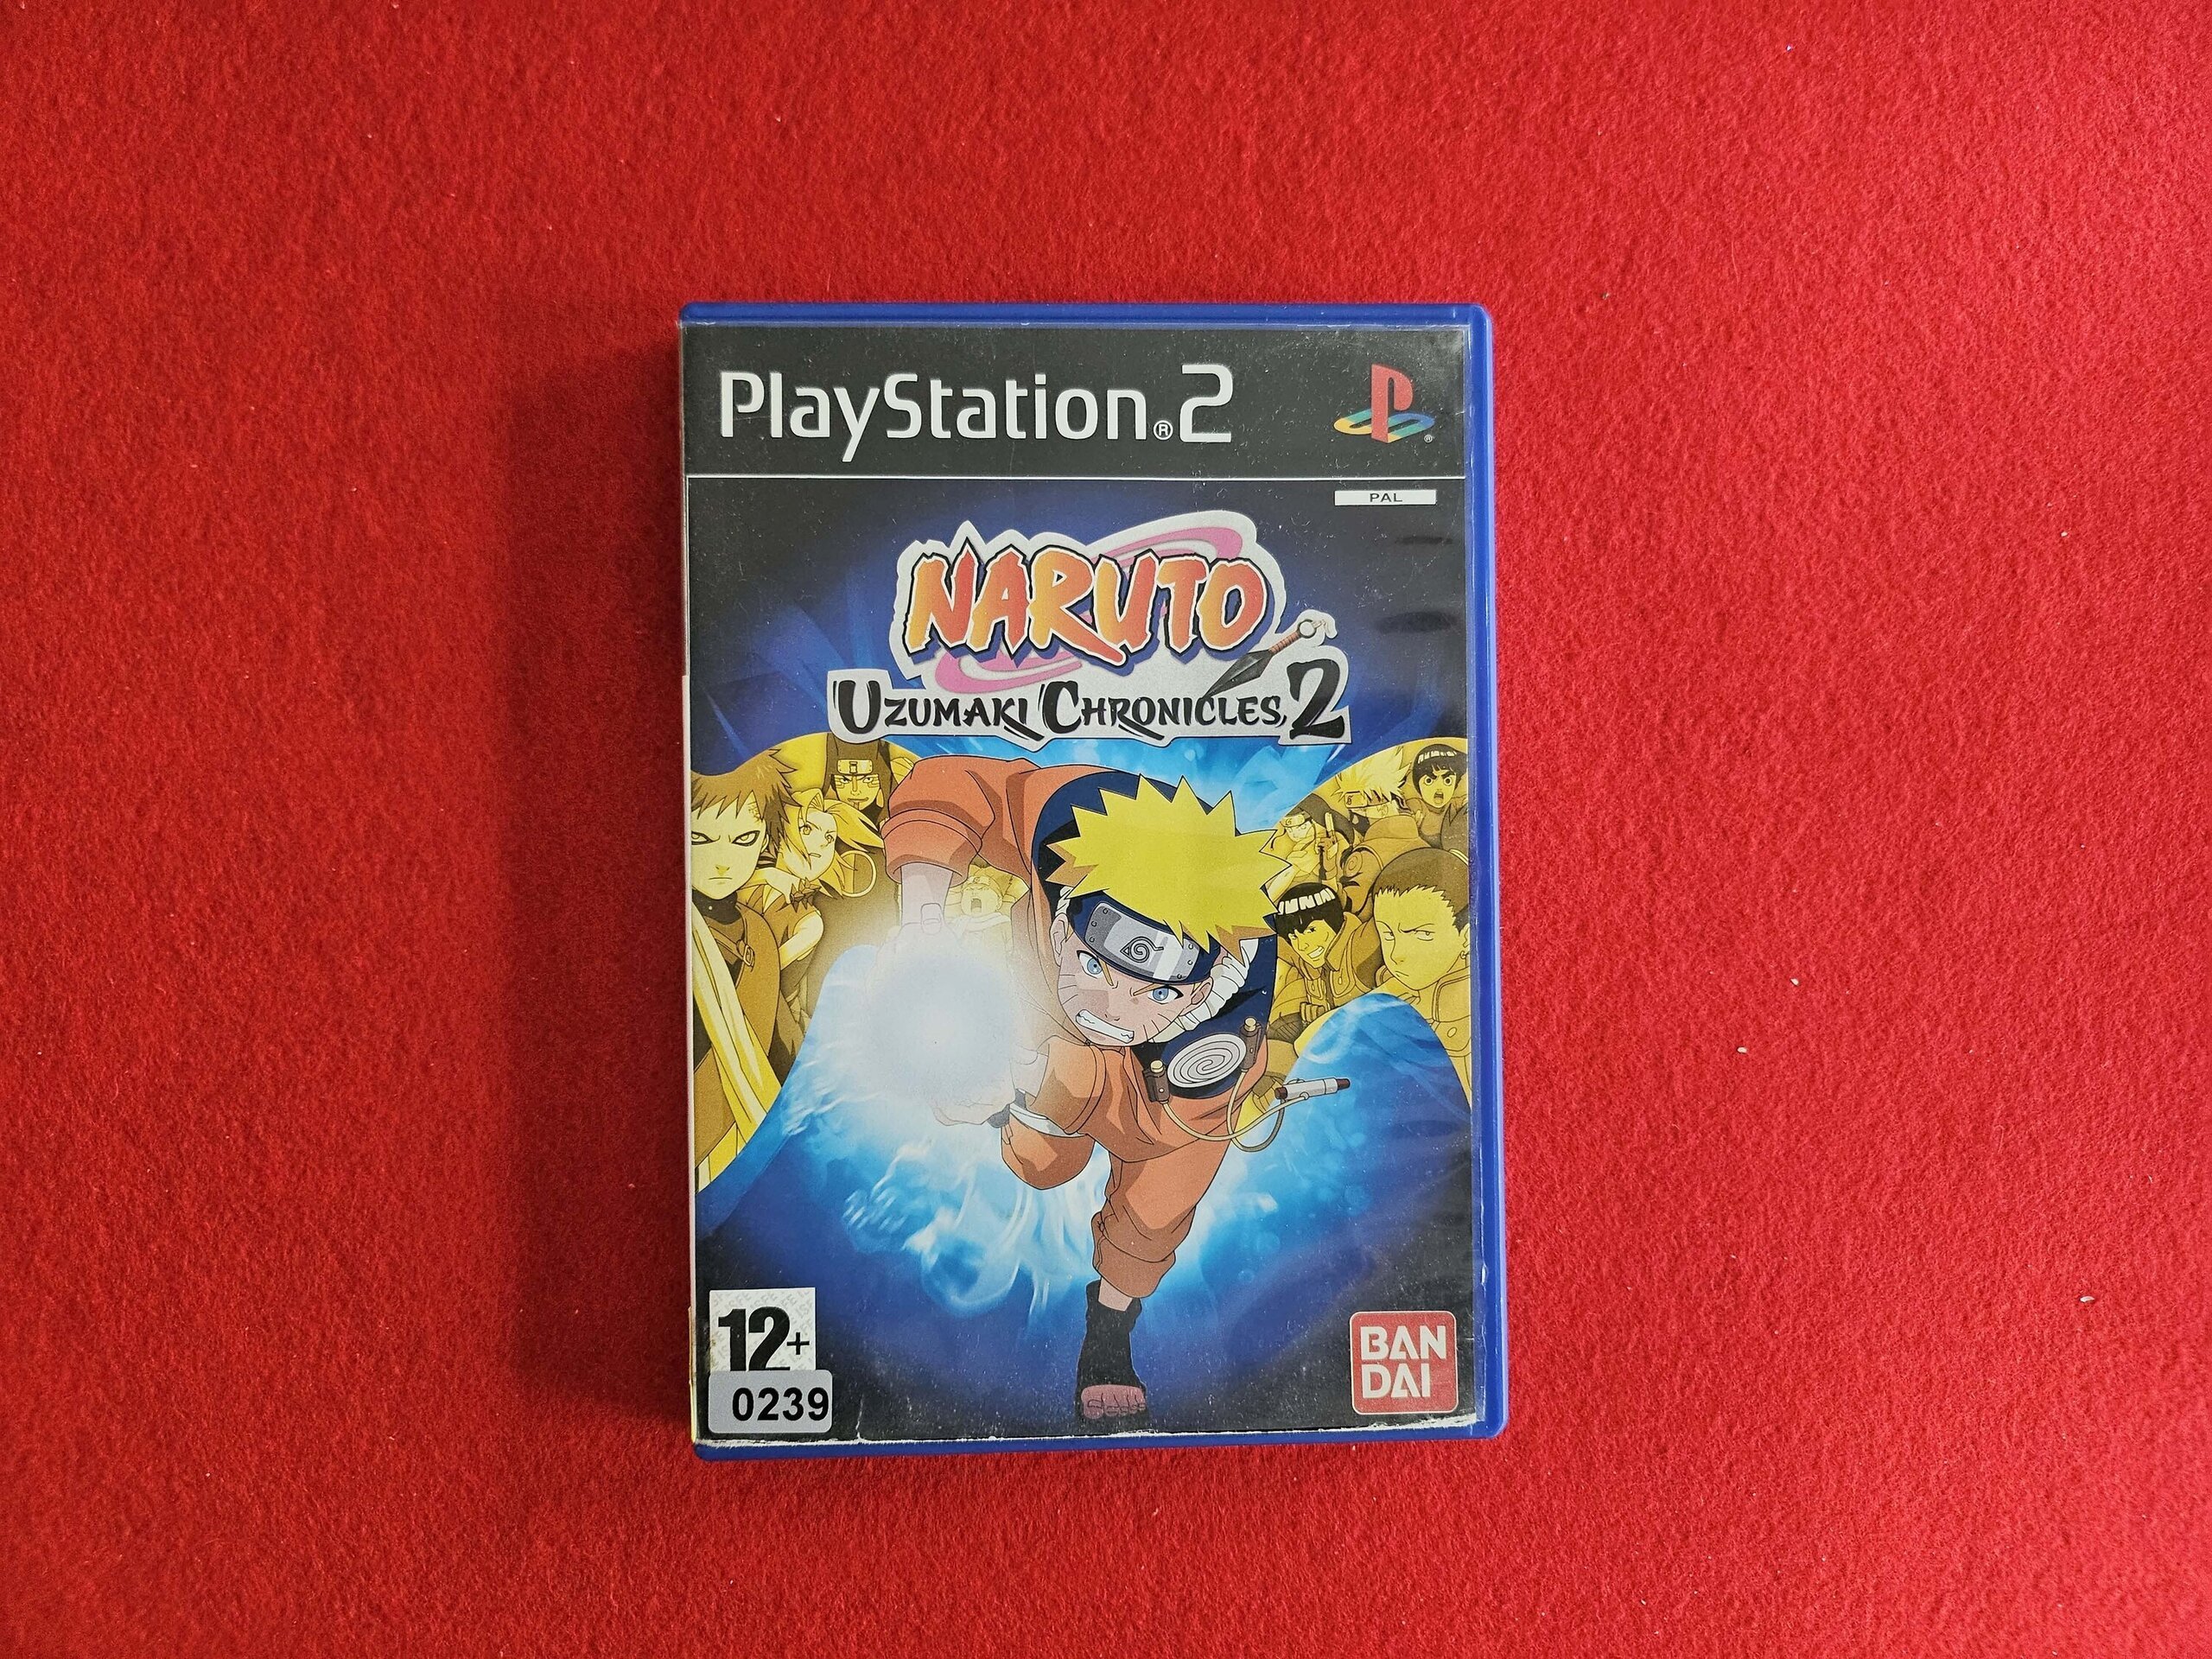 PlayStation®2
PAL
NARUTO
UZUMAKI CHRONICLES 2
12+
0239
BAN
DAI